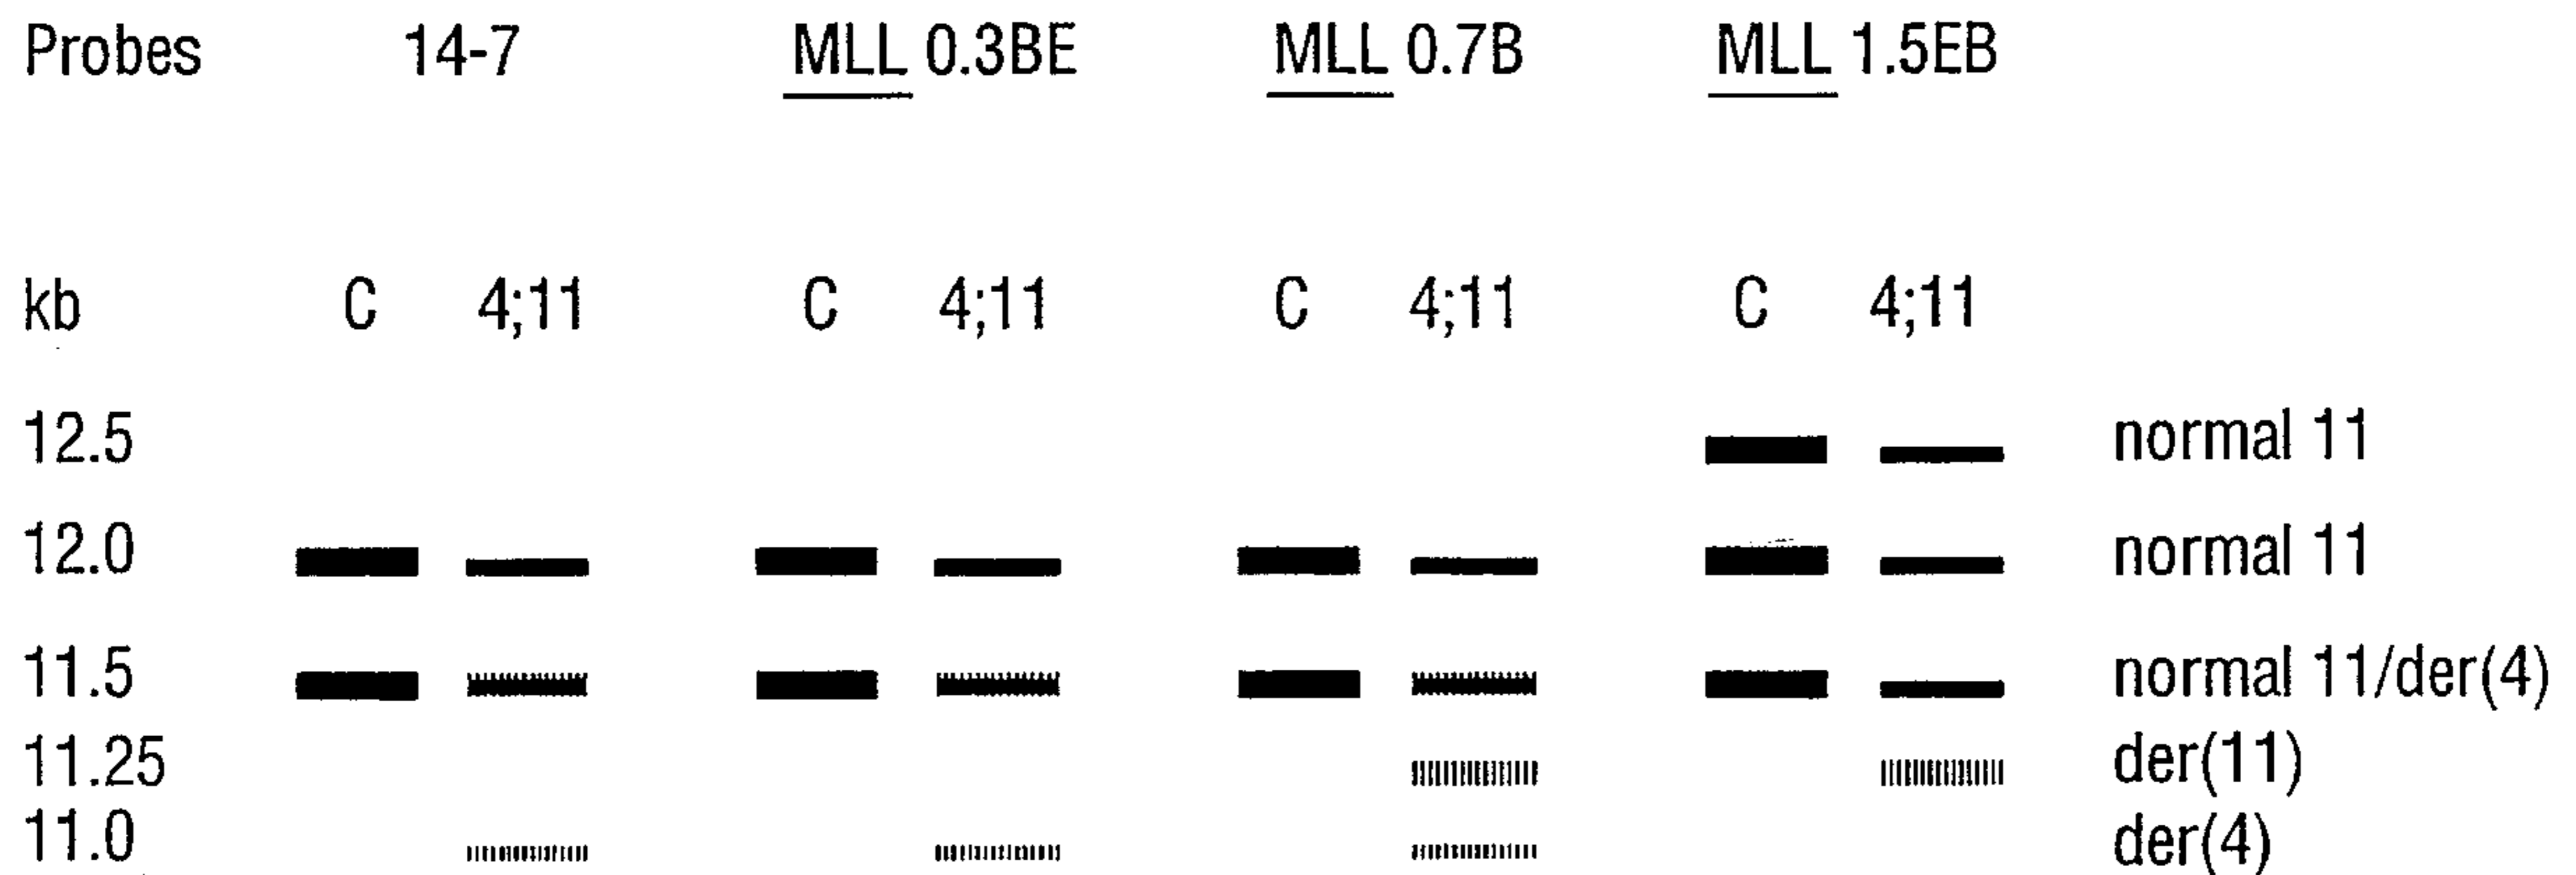 Probes 14-7 MLL 0.3BE MLL 0.7B MLL 1.5EB
kb C 4;11 C 4;11 C 4;11 C 4;11
12.5 normal 11
12.0 normal 11
11.5 normal 11/der(4)
11.25 der(11)
11.0 der(4)